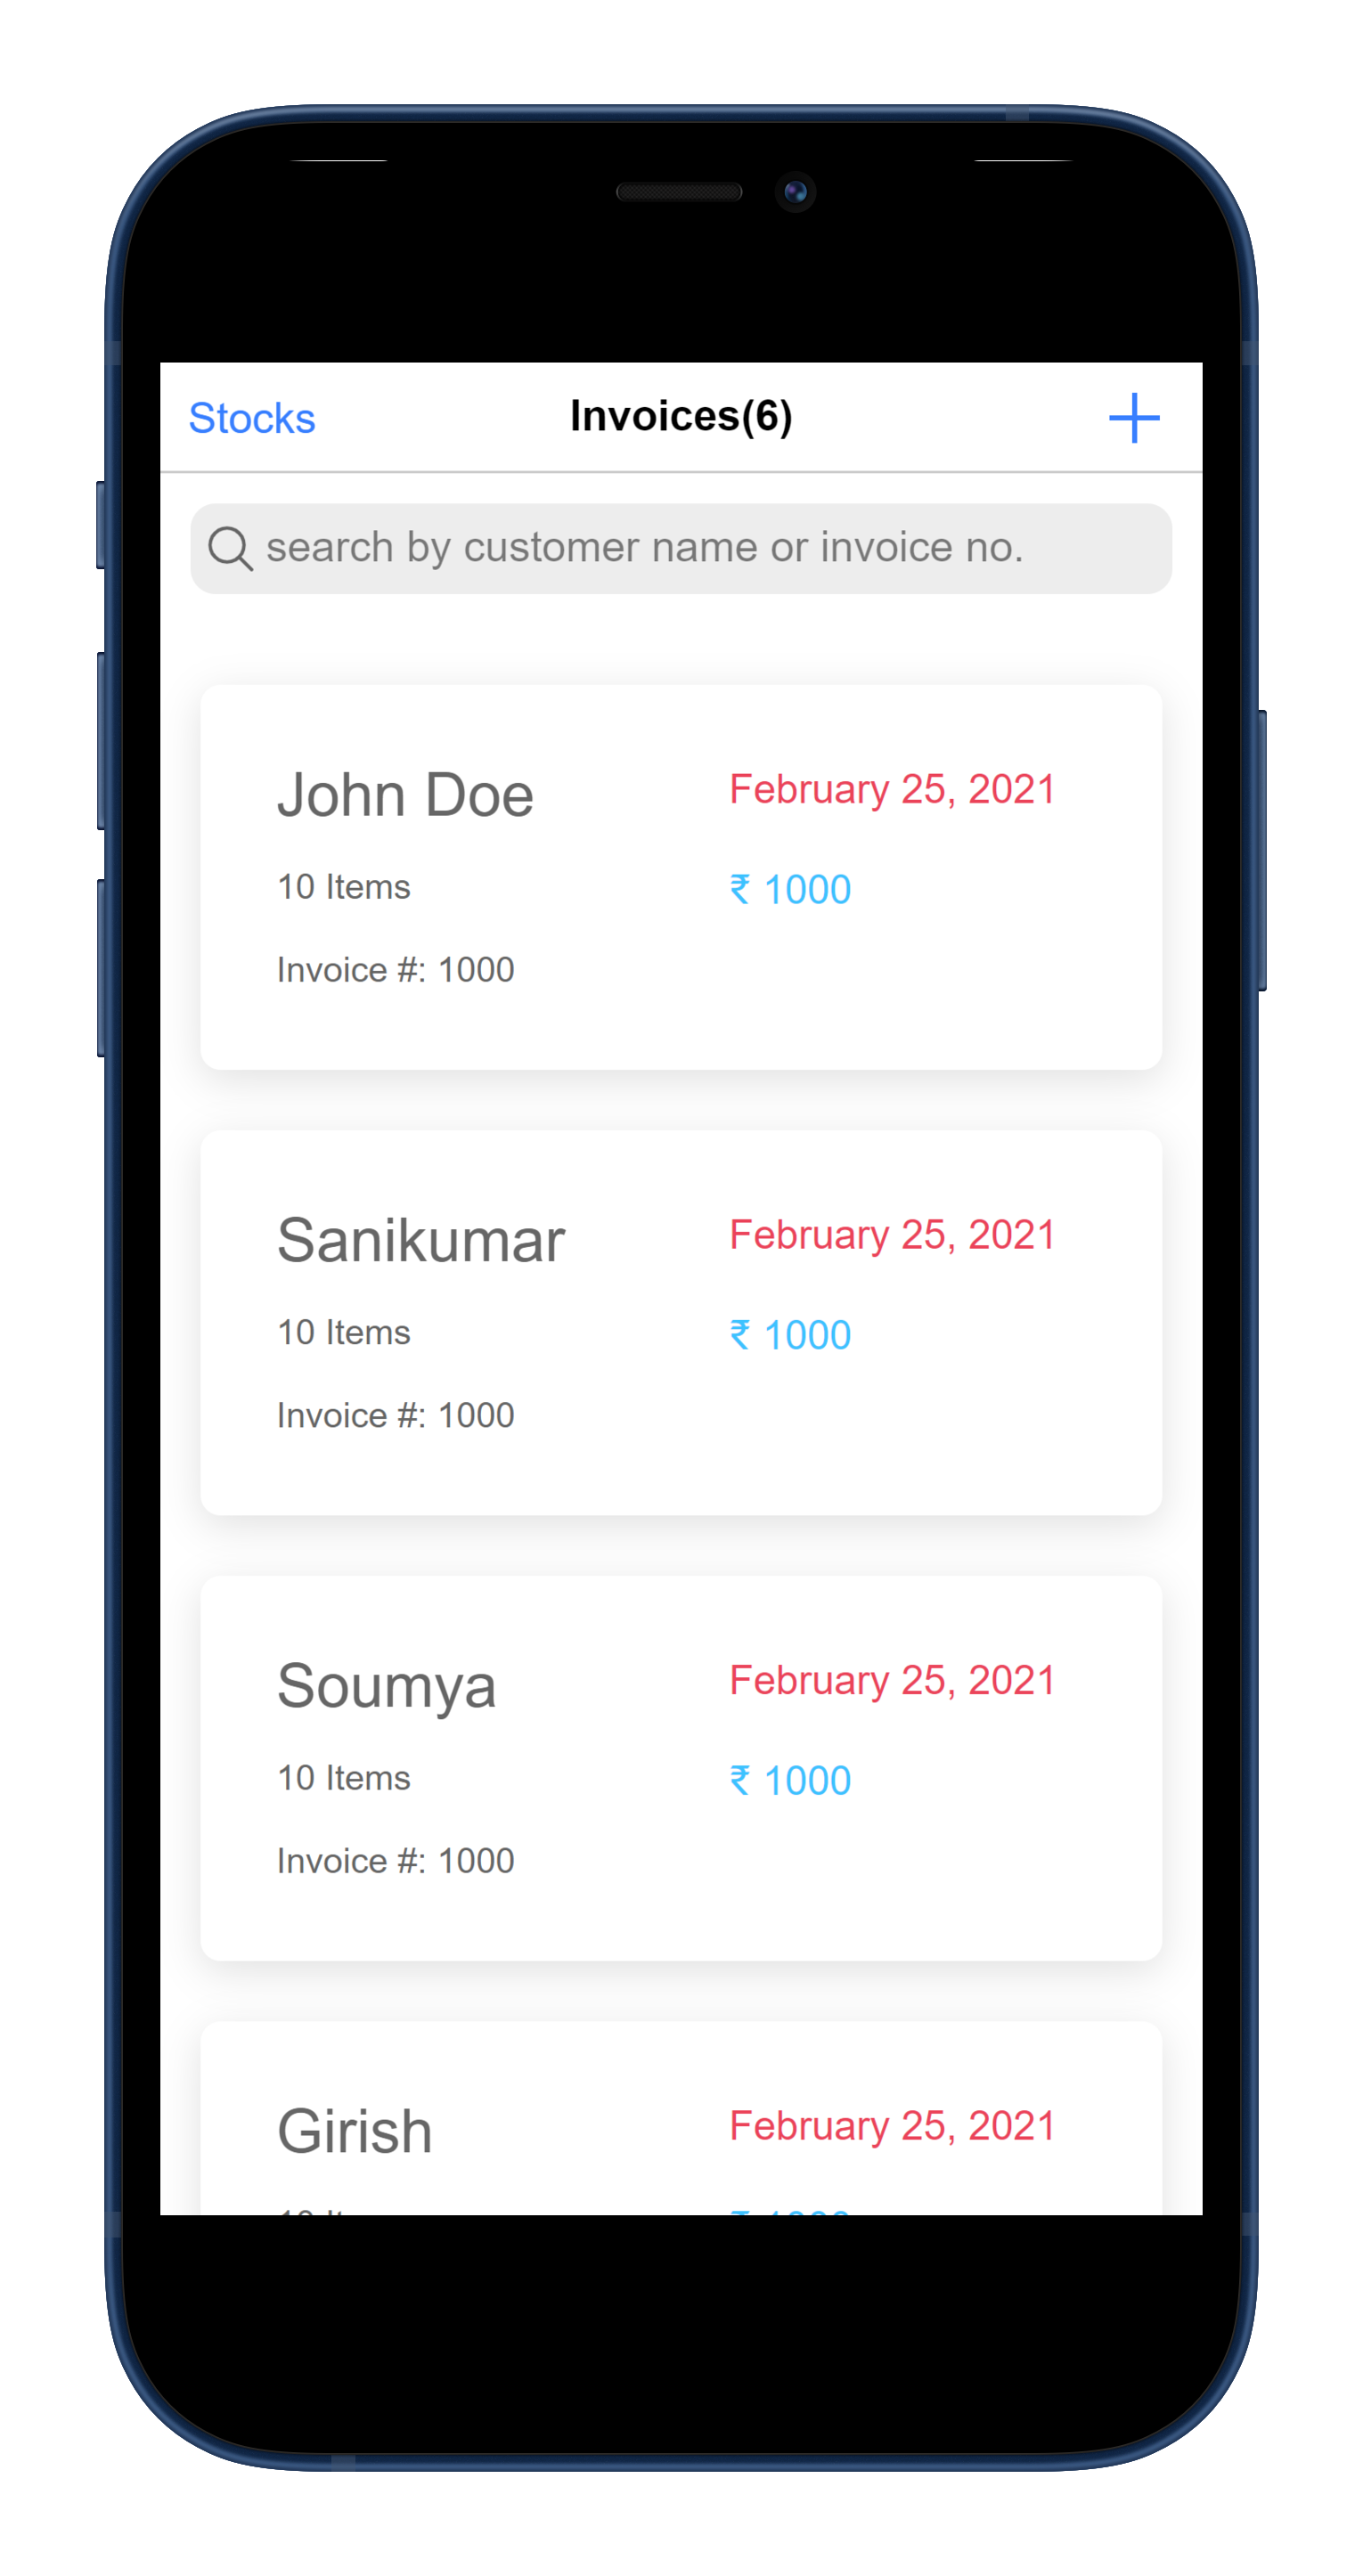 Stocks Invoices(6)
search by customer name or invoice no.
John Doe February 25, 2021
10 Items ₹ 1000
Invoice #: 1000
Sanikumar February 25, 2021
10 Items ₹ 1000
Invoice #: 1000
Soumya February 25, 2021
10 Items ₹ 1000
Invoice #: 1000
Girish February 25, 2021